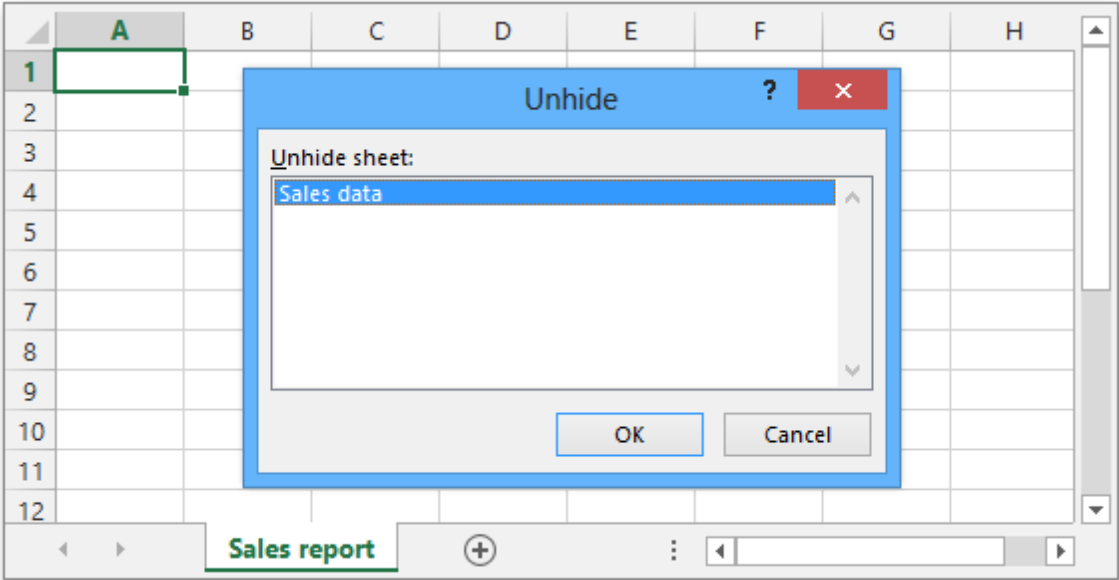 A B C D E F G H
1
Unhide ? ×
2
3
Unhide sheet:
4
Sales data
5
6
7
8
9
10
OK Cancel
11
12
Sales report